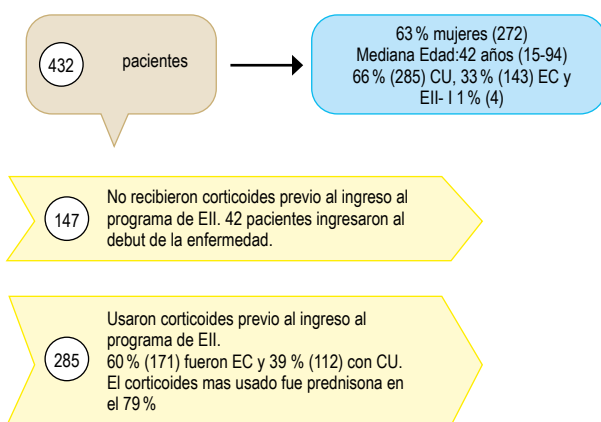 432
pacientes
63 % mujeres (272)
Mediana Edad:42 años (15-94)
66 % (285) CU, 33 % (143) EC y
EII- I 1 % (4)
147
No recibieron corticoides previo al ingreso al
programa de EII. 42 pacientes ingresaron al
debut de la enfermedad.
285
Usaron corticoides previo al ingreso al
programa de EII.
60 % (171) fueron EC y 39 % (112) con CU.
El corticoides mas usado fue prednisona en
el 79 %